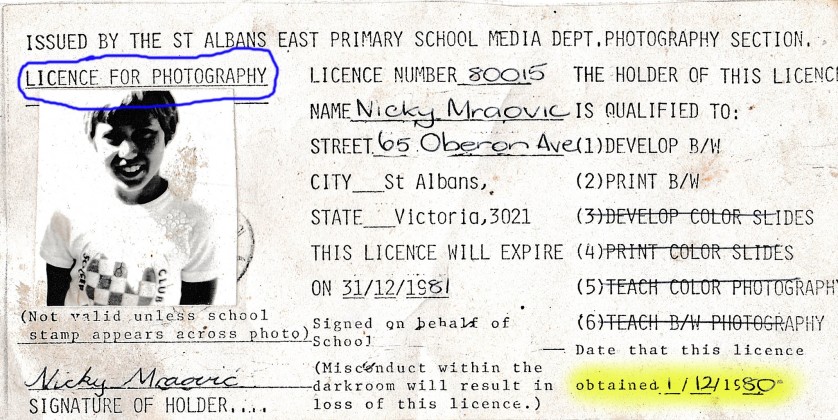 ISSUED BY THE ST ALBANS EAST PRIMARY SCHOOL MEDIA DEPT.PHOTOGRAPHY SECTION.
LICENCE FOR PHOTOGRAPHY
LICENCE NUMBER 80015
NAME Nicky Mraovic
STREET 65 Oberon Ave
CITY___St Albans,
STATE___Victoria,3021
THIS LICENCE WILL EXPIRE
ON 31/12/1981
Signed on behalf of
School
(Misconduct within the
darkroom will result in
loss of this licence.)
THE HOLDER OF THIS LICENC
IS QUALIFIED TO:
(1)DEVELOP B/W
(2)PRINT B/W
(3)DEVELOP COLOR SLIDES
(4)PRINT COLOR SLIDES
(5)TEACH COLOR PHOTOGRAPHY
(6)TEACH B/W PHOTOGRAPHY
Date that this licence
obtained 1/12/1980
CLUB
(Not valid unless school
stamp appears across photo)
Nicky Mraovic
SIGNATURE OF HOLDER....